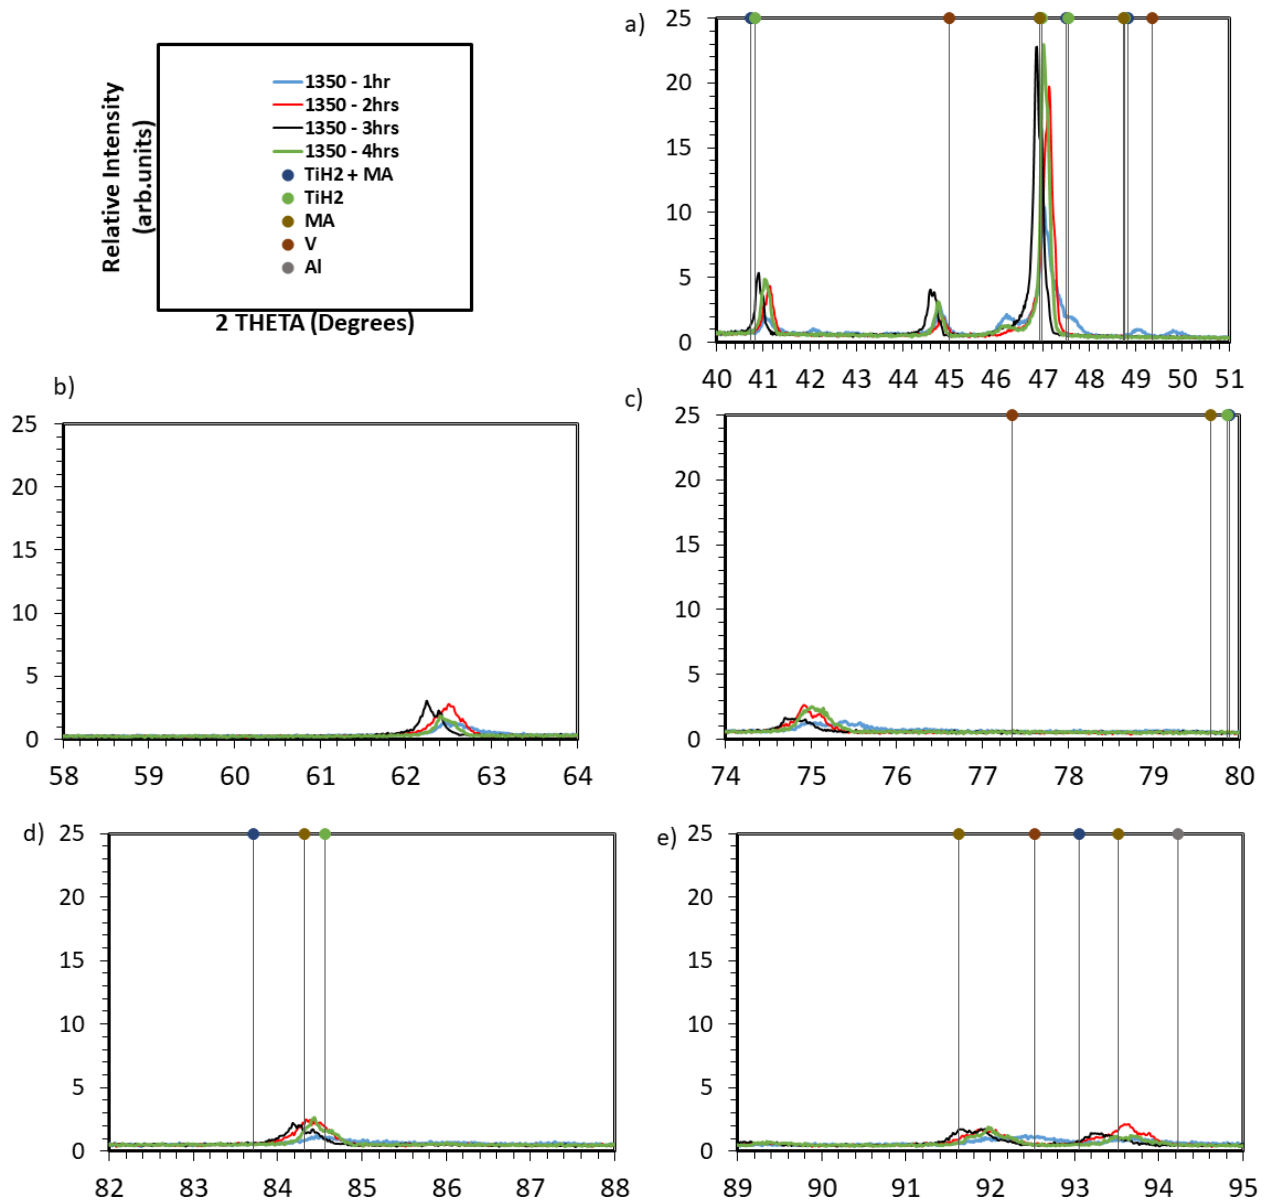 a)
Relative Intensity
(arb.units)
1350 - 1hr
1350 - 2hrs
1350 - 3hrs
1350 - 4hrs
TiH2 + MA
TiH2
MA
V
Al
2 THETA (Degrees)
25
20
15
10
5
0
40 41 42 43 44 45 46 47 48 49 50 51
b)
25
20
15
10
5
0
58 59 60 61 62 63 64
c)
25
20
15
10
5
0
74 75 76 77 78 79 80
d)
25
20
15
10
5
0
82 83 84 85 86 87 88
e)
25
20
15
10
5
0
89 90 91 92 93 94 95